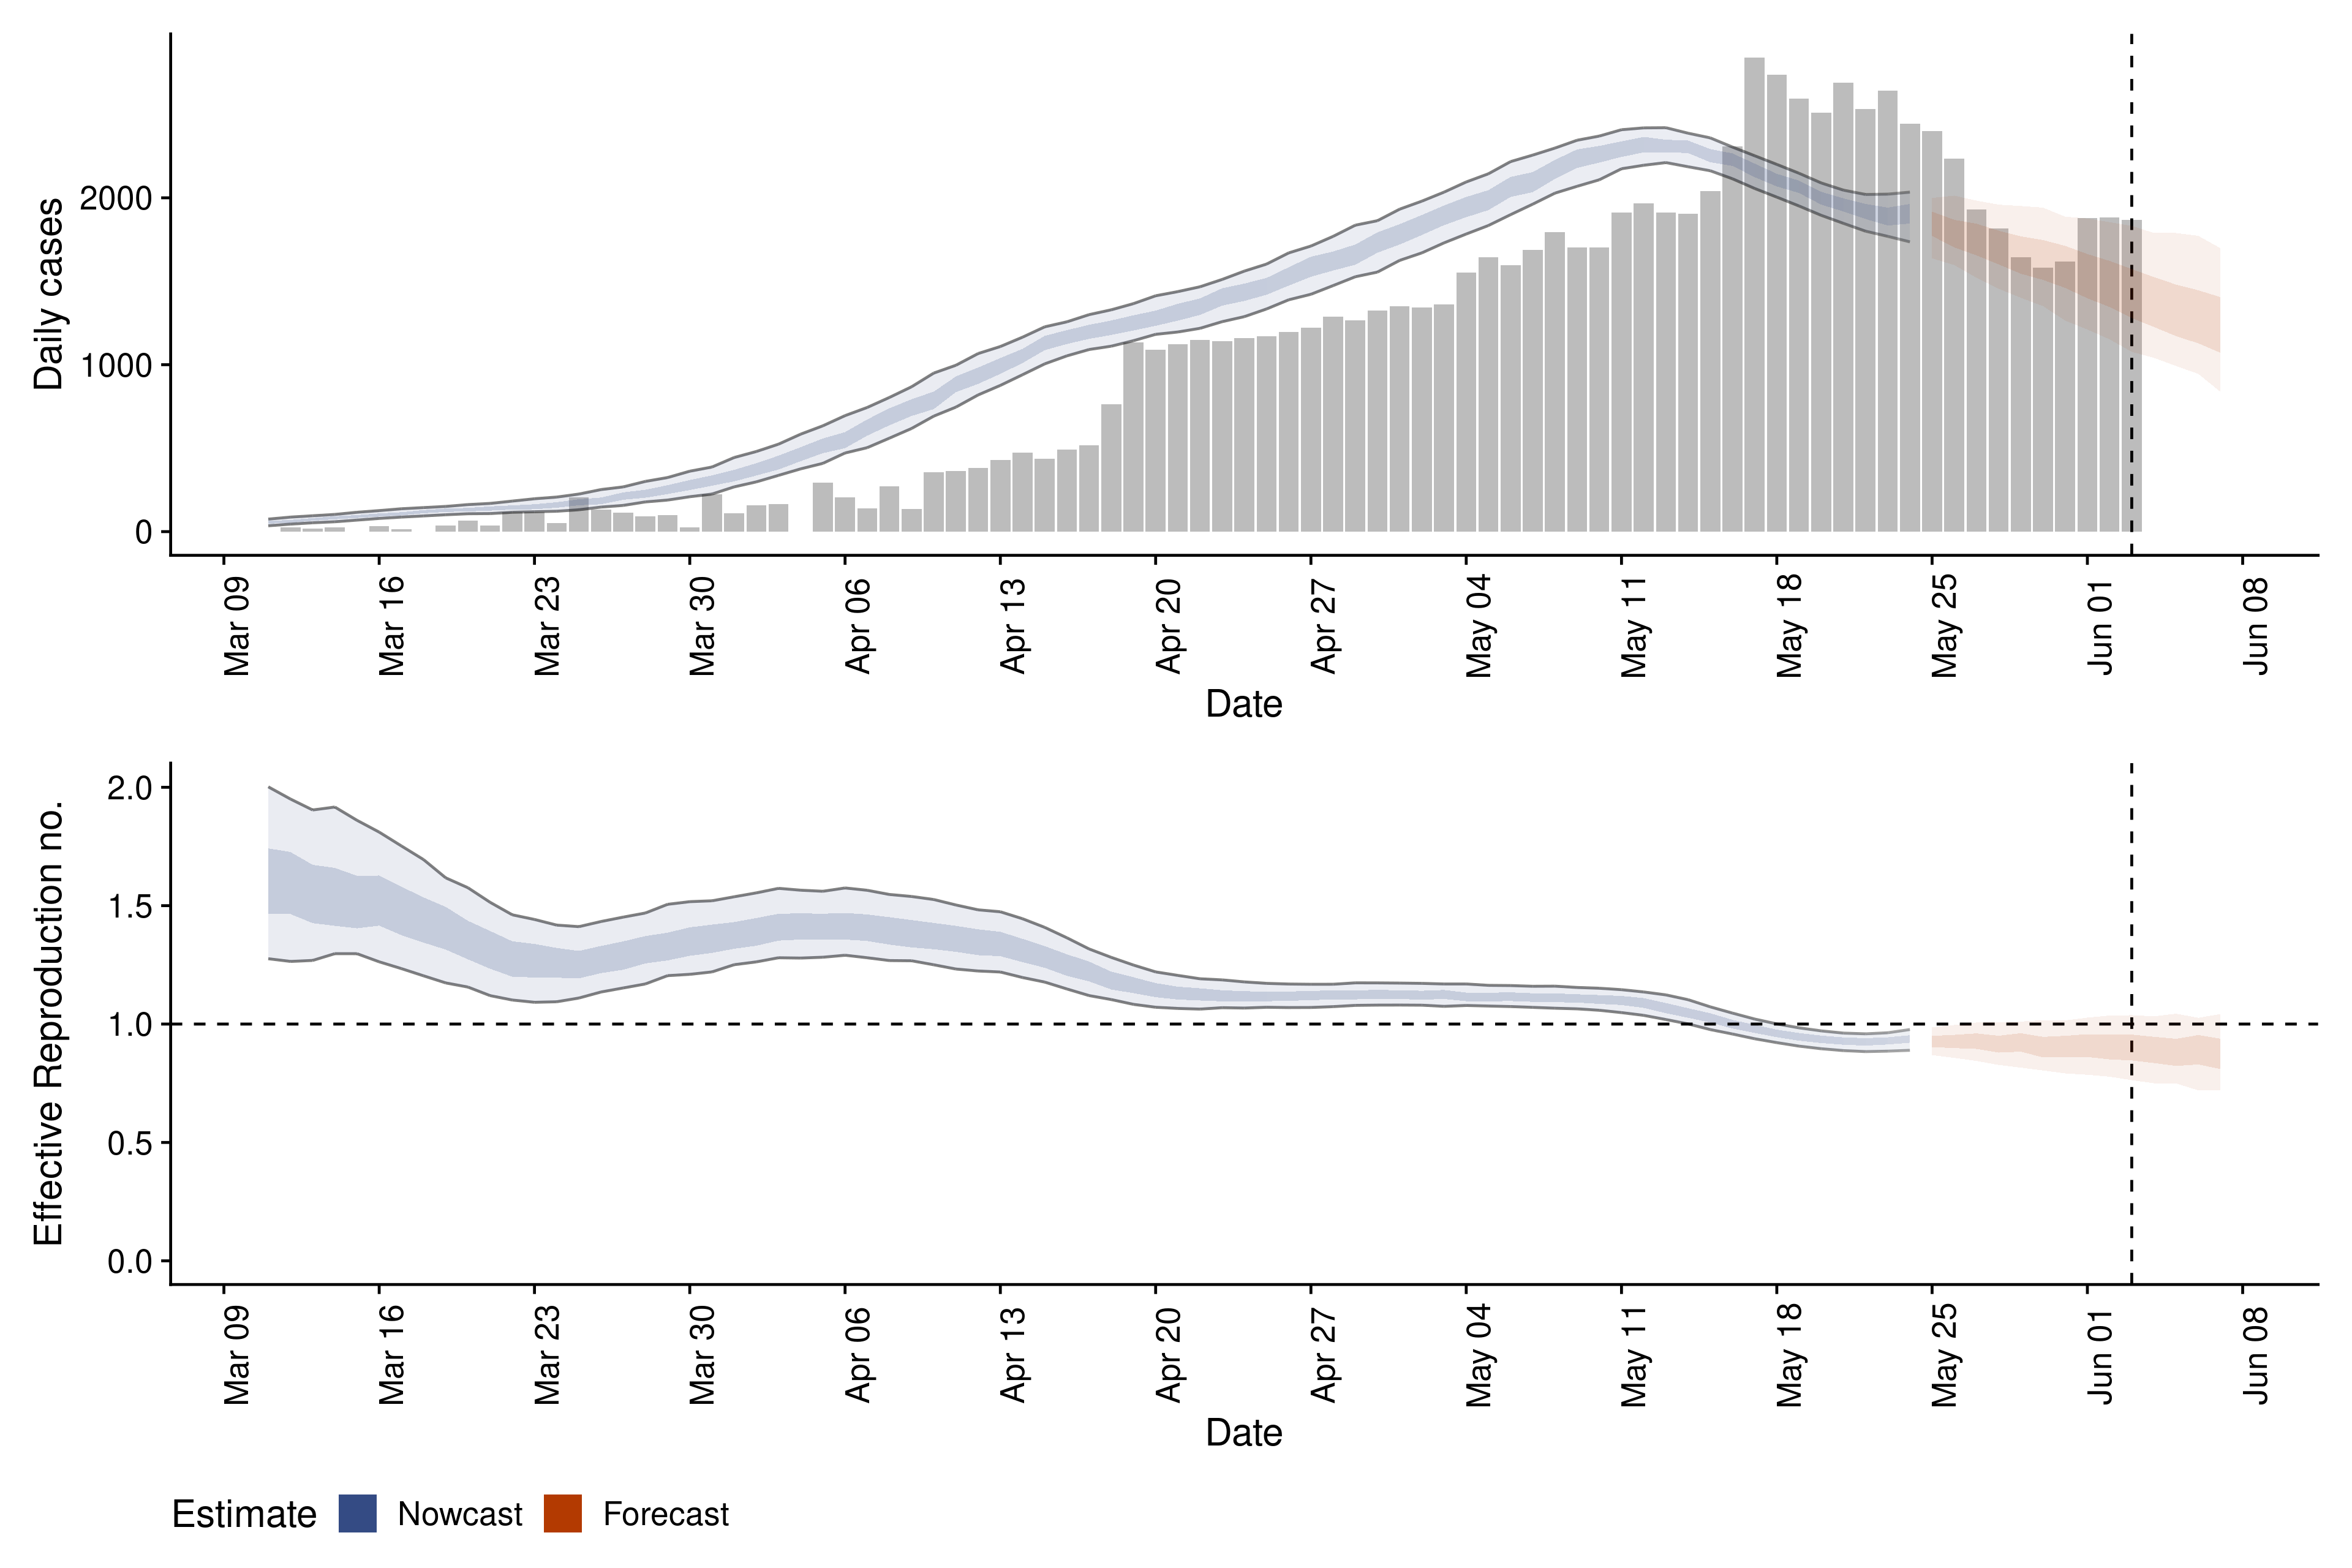 Daily cases
2000
1000
0
Mar 09 Mar 16 Mar 23 Mar 30 Apr 06 Apr 13 Apr 20 Apr 27 May 04 May 11 May 18 May 25 Jun 01 Jun 08
Date
Effective Reproduction no.
2.0
1.5
1.0
0.5
0.0
Mar 09 Mar 16 Mar 23 Mar 30 Apr 06 Apr 13 Apr 20 Apr 27 May 04 May 11 May 18 May 25 Jun 01 Jun 08
Date
Estimate Nowcast Forecast